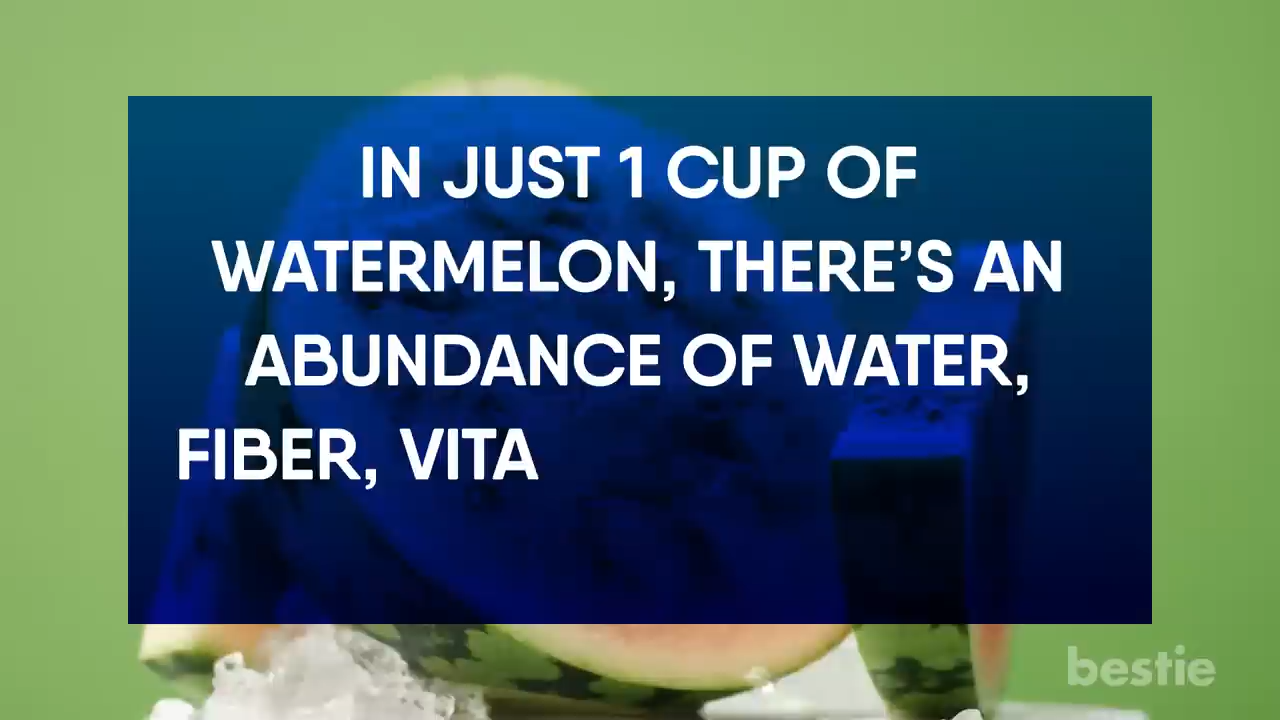 IN JUST 1 CUP OF
WATERMELON, THERE’S AN
ABUNDANCE OF WATER,
FIBER, VITA
bestie